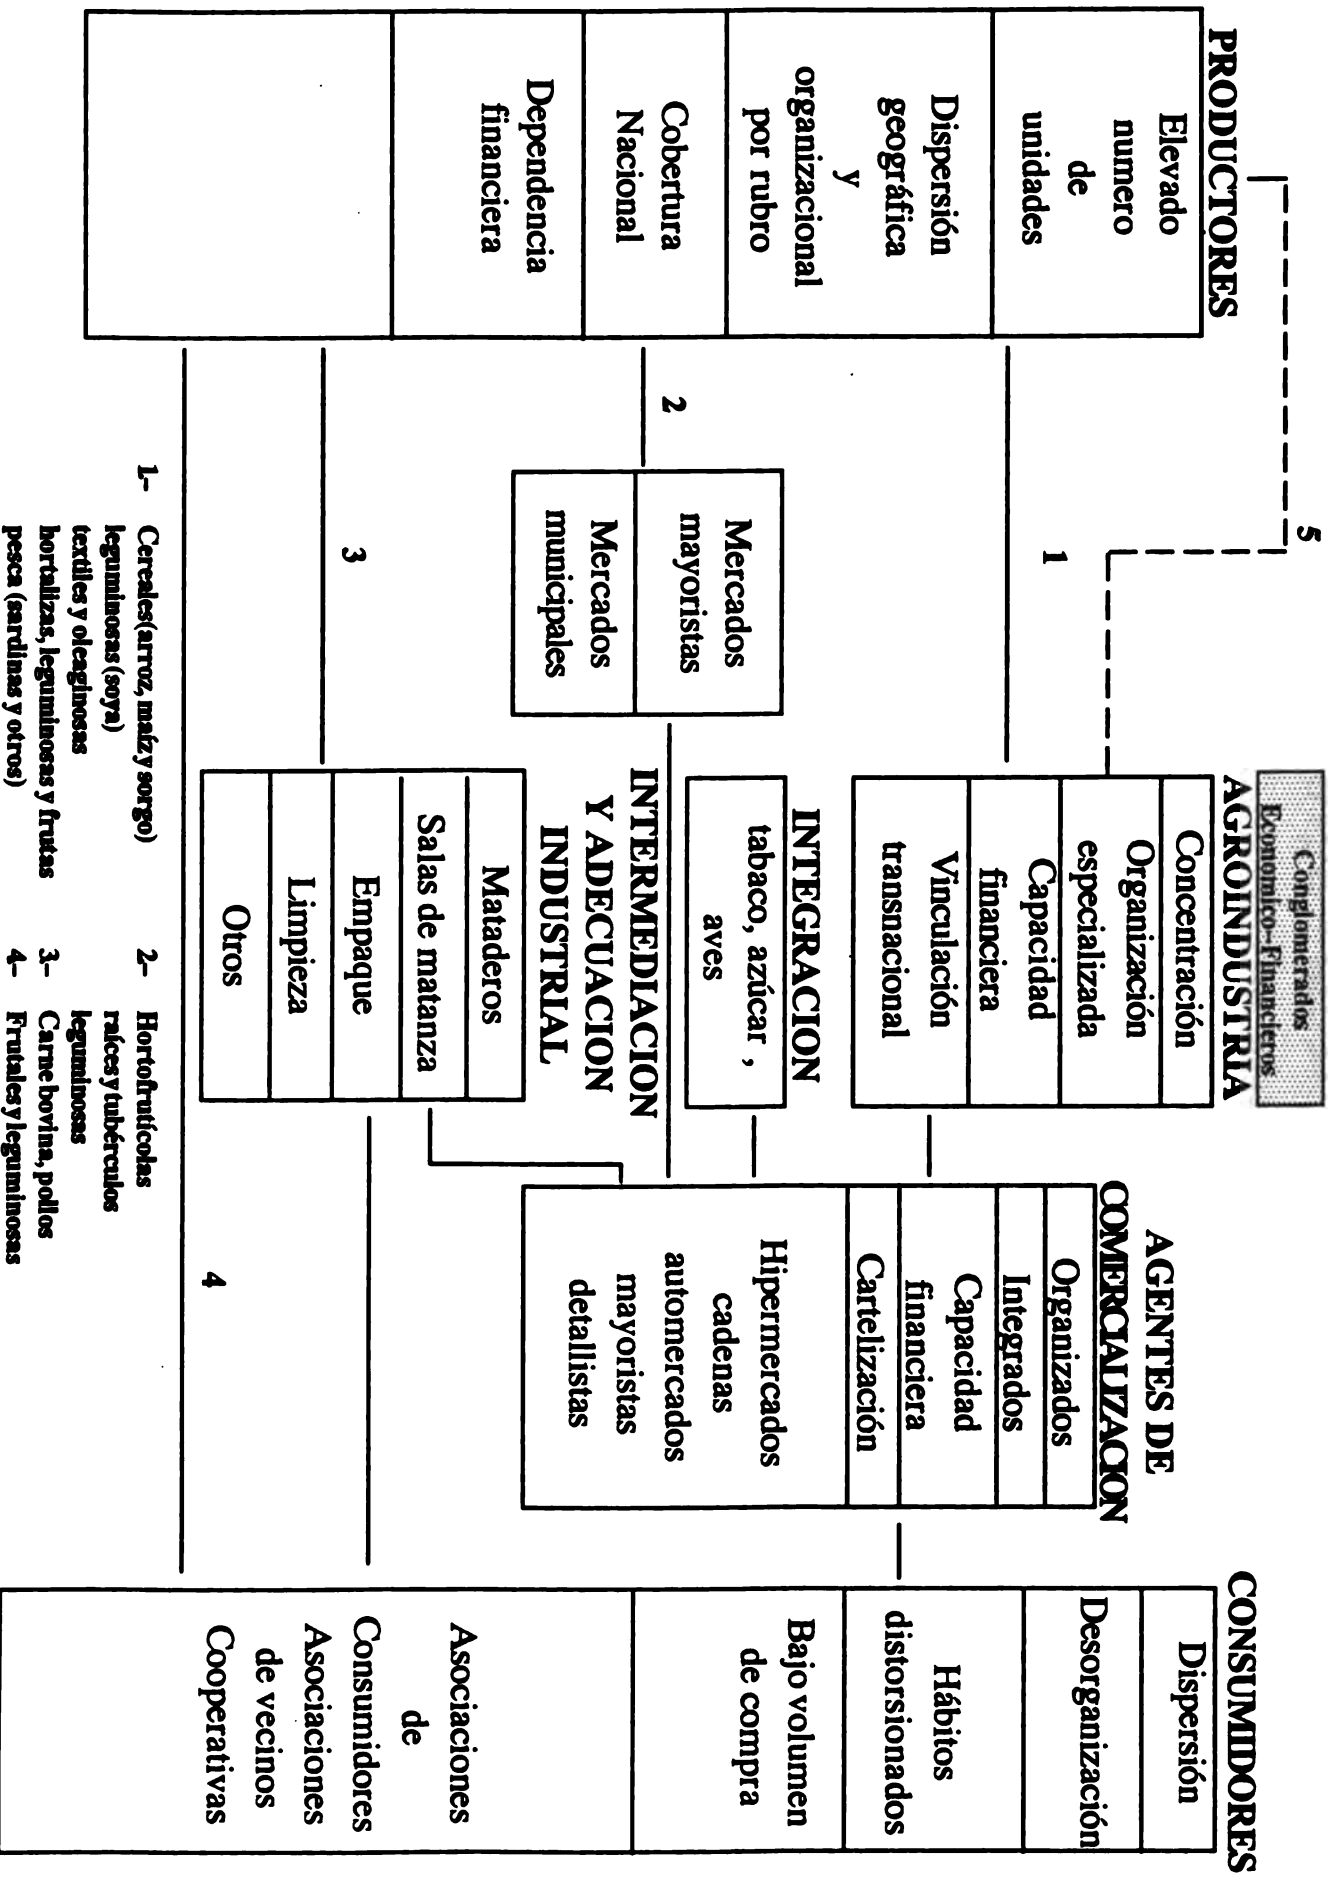 PRODUCTORES
Elevado
numero
de
unidades
Dispersión
geográfica
y
organizacional
por rubro
Cobertura
Nacional
Dependencia
financiera
5
1
2
3
4
Mercados
mayoristas
Mercados
municipales
Conglomerados
Económico-Financieros
AGROINDUSTRIA
Concentración
Organización
especializada
Capacidad
financiera
Vinculación
transnacional
INTEGRACION
tabaco, azúcar ,
aves
INTERMEDIACION
Y ADECUACION
INDUSTRIAL
Mataderos
Salas de matanza
Empaque
Limpieza
Otros
AGENTES DE
COMERCIALIZACION
Organizados
Integrados
Capacidad
financiera
Cartelización
Hipermercados
cadenas
automercados
mayoristas
detallistas
CONSUMIDORES
Dispersión
Desorganización
Hábitos
distorsionados
Bajo volumen
de compra
Asociaciones
de
Consumidores
Asociaciones
de vecinos
Cooperativas
1.- Cereales(arroz, maíz y sorgo)
leguminosas (soya)
textiles y oleaginosas
hortalizas, leguminosas y frutas
pesca (sardinas y otros)
2- Hortofrutícolas
raíces y tubérculos
leguminosas
3- Carne bovina, pollos
4- Frutales y leguminosas